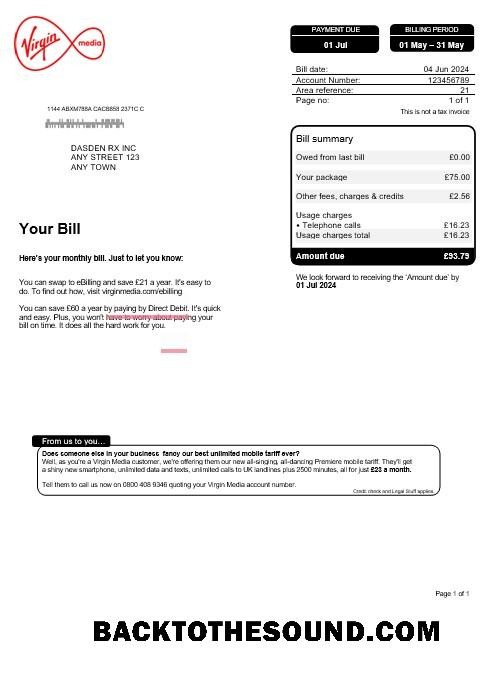 Virgin media
PAYMENT DUE
01 Jul
BILLING PERIOD
01 May – 31 May
Bill date: 04 Jun 2024
Account Number: 123456789
Area reference: 21
Page no: 1 of 1
This is not a tax invoice
1144 ABXM788A CACB858 2371C C
DASDEN RX INC
ANY STREET 123
ANY TOWN
Bill summary
Owed from last bill £0.00
Your package £75.00
Other fees, charges & credits £2.56
Usage charges
• Telephone calls £16.23
Usage charges total £16.23
Amount due £93.79
We look forward to receiving the ‘Amount due’ by
01 Jul 2024
Your Bill
Here's your monthly bill. Just to let you know:
You can swap to eBilling and save £21 a year. It's easy to
do. To find out how, visit virginmedia.com/ebilling
You can save £60 a year by paying by Direct Debit. It's quick
and easy. Plus, you won't have to worry about paying your
bill on time. It does all the hard work for you.
From us to you…
Does someone else in your business fancy our best unlimited mobile tariff ever?
Well, as you're a Virgin Media customer, we're offering them our new all-singing, all-dancing Premiere mobile tariff. They'll get
a shiny new smartphone, unlimited data and texts, unlimited calls to UK landlines plus 2500 minutes, all for just £23 a month.
Tell them to call us now on 0800 408 9346 quoting your Virgin Media account number.
Credit check and Legal Stuff applies.
Page 1 of 1
BACKTOTHESOUND.COM